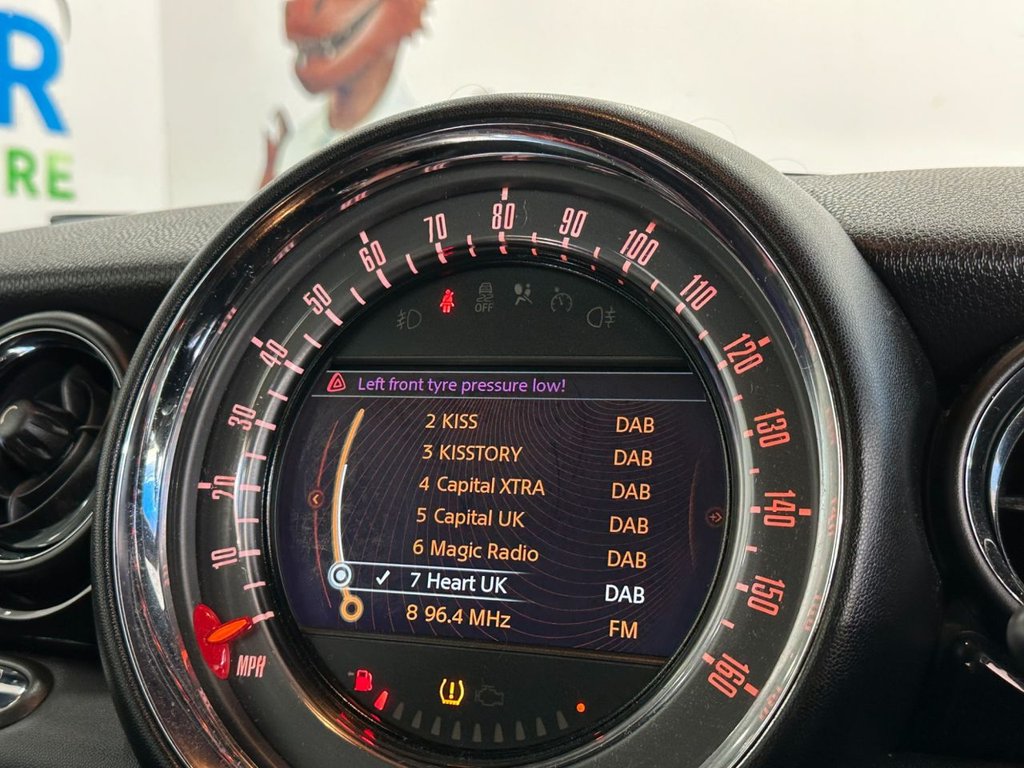 R
RE
10
20
30
40
50
60
70
80
90
100
110
120
130
140
150
160
MPH
OFF
Left front tyre pressure low!
2 KISS DAB
3 KISSTORY DAB
4 Capital XTRA DAB
5 Capital UK DAB
6 Magic Radio DAB
7 Heart UK DAB
8 96.4 MHz FM